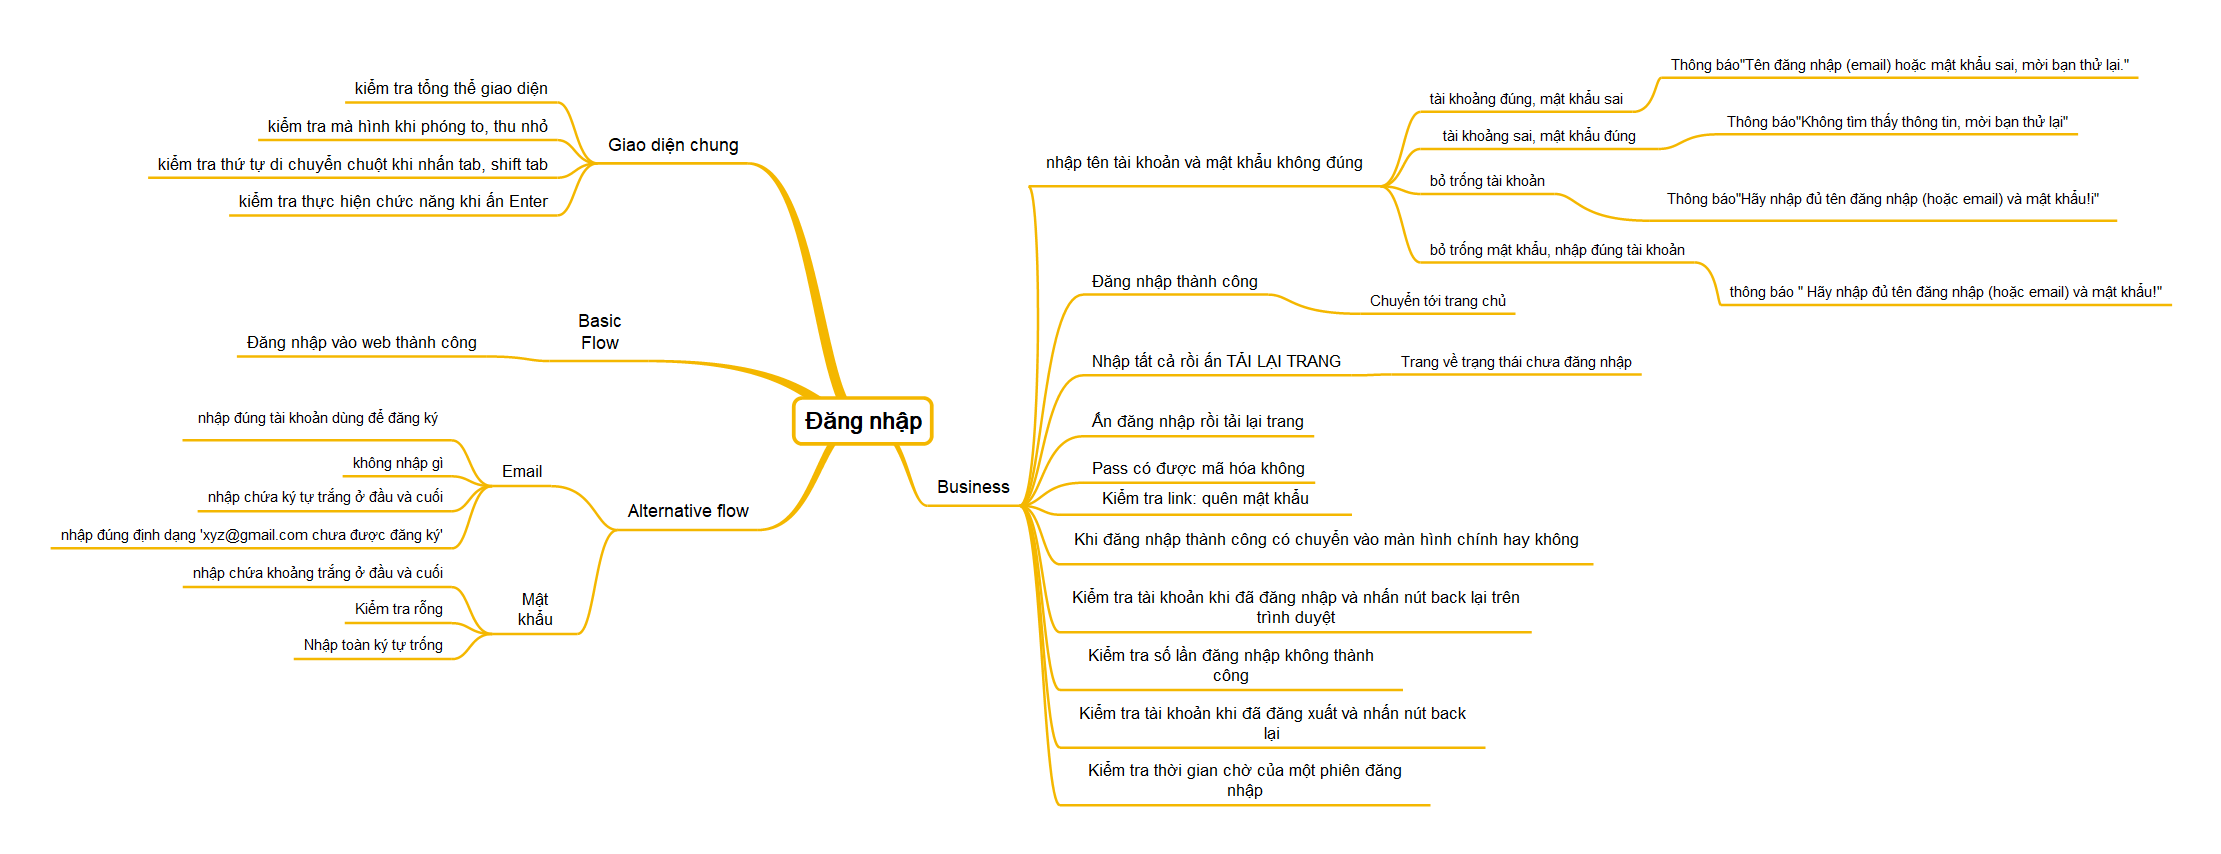 kiểm tra tổng thể giao diện
kiểm tra mà hình khi phóng to, thu nhỏ
kiểm tra thứ tự di chuyển chuột khi nhấn tab, shift tab
kiểm tra thực hiện chức năng khi ấn Enter
Giao diện chung
Đăng nhập vào web thành công
Basic
Flow
nhập đúng tài khoản dùng để đăng ký
không nhập gì
nhập chứa ký tự trắng ở đầu và cuối
nhập đúng định dạng 'xyz@gmail.com chưa được đăng ký'
Email
nhập chứa khoảng trắng ở đầu và cuối
Kiểm tra rỗng
Nhập toàn ký tự trống
Mật
khẩu
Alternative flow
Đăng nhập
Business
nhập tên tài khoản và mật khẩu không đúng
tài khoảng đúng, mật khẩu sai
Thông báo"Tên đăng nhập (email) hoặc mật khẩu sai, mời bạn thử lại."
tài khoảng sai, mật khẩu đúng
Thông báo"Không tìm thấy thông tin, mời bạn thử lại"
bỏ trống tài khoản
Thông báo"Hãy nhập đủ tên đăng nhập (hoặc email) và mật khẩu!i"
bỏ trống mật khẩu, nhập đúng tài khoản
thông báo " Hãy nhập đủ tên đăng nhập (hoặc email) và mật khẩu!"
Đăng nhập thành công
Chuyển tới trang chủ
Nhập tất cả rồi ấn TẢI LẠI TRANG
Trang về trạng thái chưa đăng nhập
Ấn đăng nhập rồi tải lại trang
Pass có được mã hóa không
Kiểm tra link: quên mật khẩu
Khi đăng nhập thành công có chuyển vào màn hình chính hay không
Kiểm tra tài khoản khi đã đăng nhập và nhấn nút back lại trên
trình duyệt
Kiểm tra số lần đăng nhập không thành
công
Kiểm tra tài khoản khi đã đăng xuất và nhấn nút back
lại
Kiểm tra thời gian chờ của một phiên đăng
nhập